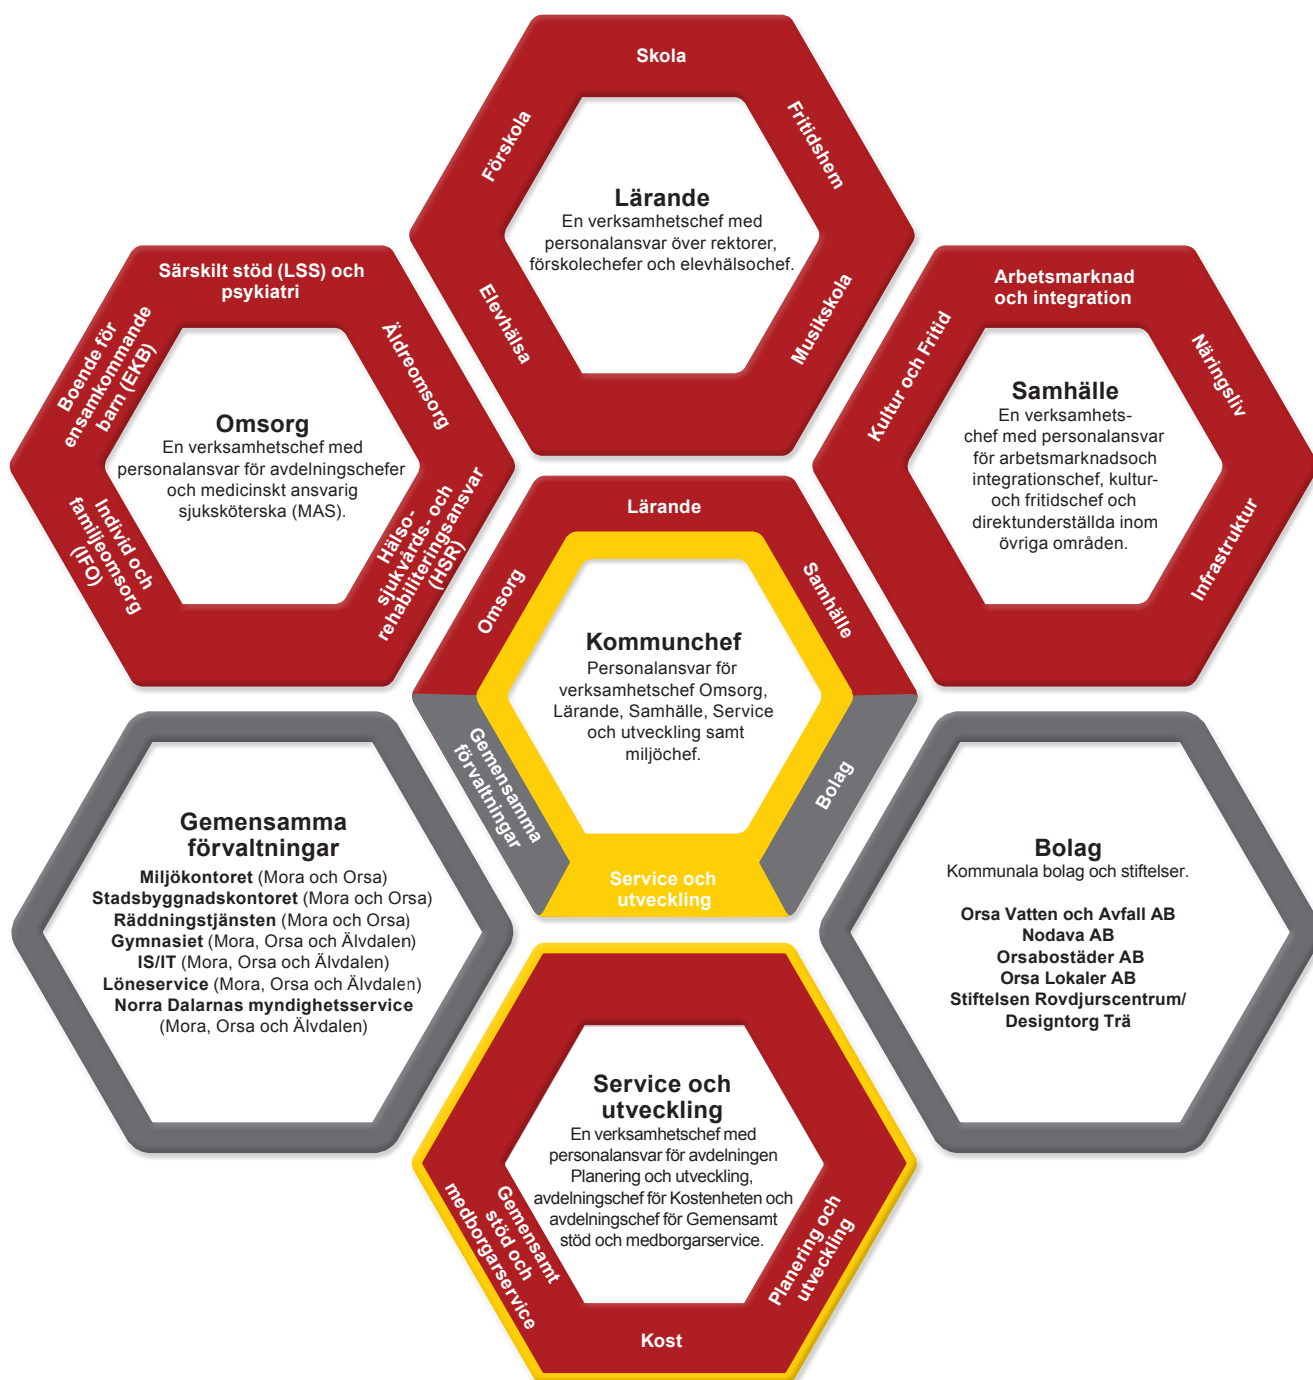 Skola
Förskola
Fritidshem
Lärande
En verksamhetschef med
personalansvar över rektorer,
förskolechefer och elevhälsochef.
Elevhälsa
Musikskola
Särskilt stöd (LSS) och
psykiatri
Boende för
ensamkommande
barn (EKB)
Äldreomsorg
Omsorg
En verksamhetschef med
personalansvar för avdelningschefer
och medicinskt ansvarig
sjuksköterska (MAS).
Individ och
familjeomsorg
(IFO)
Hälso-
sjukvårds- och
rehabiliteringsansvar
(HSR)
Arbetsmarknad
och integration
Kultur och Fritid
Näringsliv
Samhälle
En verksamhets-
chef med personalansvar
för arbetsmarknadsoch
integrationschef, kultur-
och fritidschef och
direktunderställda inom
övriga områden.
Infrastruktur
Lärande
Omsorg
Samhälle
Kommunchef
Personalansvar för
verksamhetschef Omsorg,
Lärande, Samhälle, Service
och utveckling samt
miljöchef.
Gemensamma
förvaltningar
Bolag
Service och
utveckling
Gemensamma
förvaltningar
Miljökontoret (Mora och Orsa)
Stadsbyggnadskontoret (Mora och Orsa)
Räddningstjänsten (Mora och Orsa)
Gymnasiet (Mora, Orsa och Älvdalen)
IS/IT (Mora, Orsa och Älvdalen)
Löneservice (Mora, Orsa och Älvdalen)
Norra Dalarnas myndighetsservice
(Mora, Orsa och Älvdalen)
Bolag
Kommunala bolag och stiftelser.
Orsa Vatten och Avfall AB
Nodava AB
Orsabostäder AB
Orsa Lokaler AB
Stiftelsen Rovdjurscentrum/
Designtorg Trä
Service och
utveckling
En verksamhetschef med
personalansvar för avdelningen
Planering och utveckling,
avdelningschef för Kostenheten och
avdelningschef för Gemensamt
stöd och medborgarservice.
Gemensamt
stöd och
medborgarservice
Planering och
utveckling
Kost